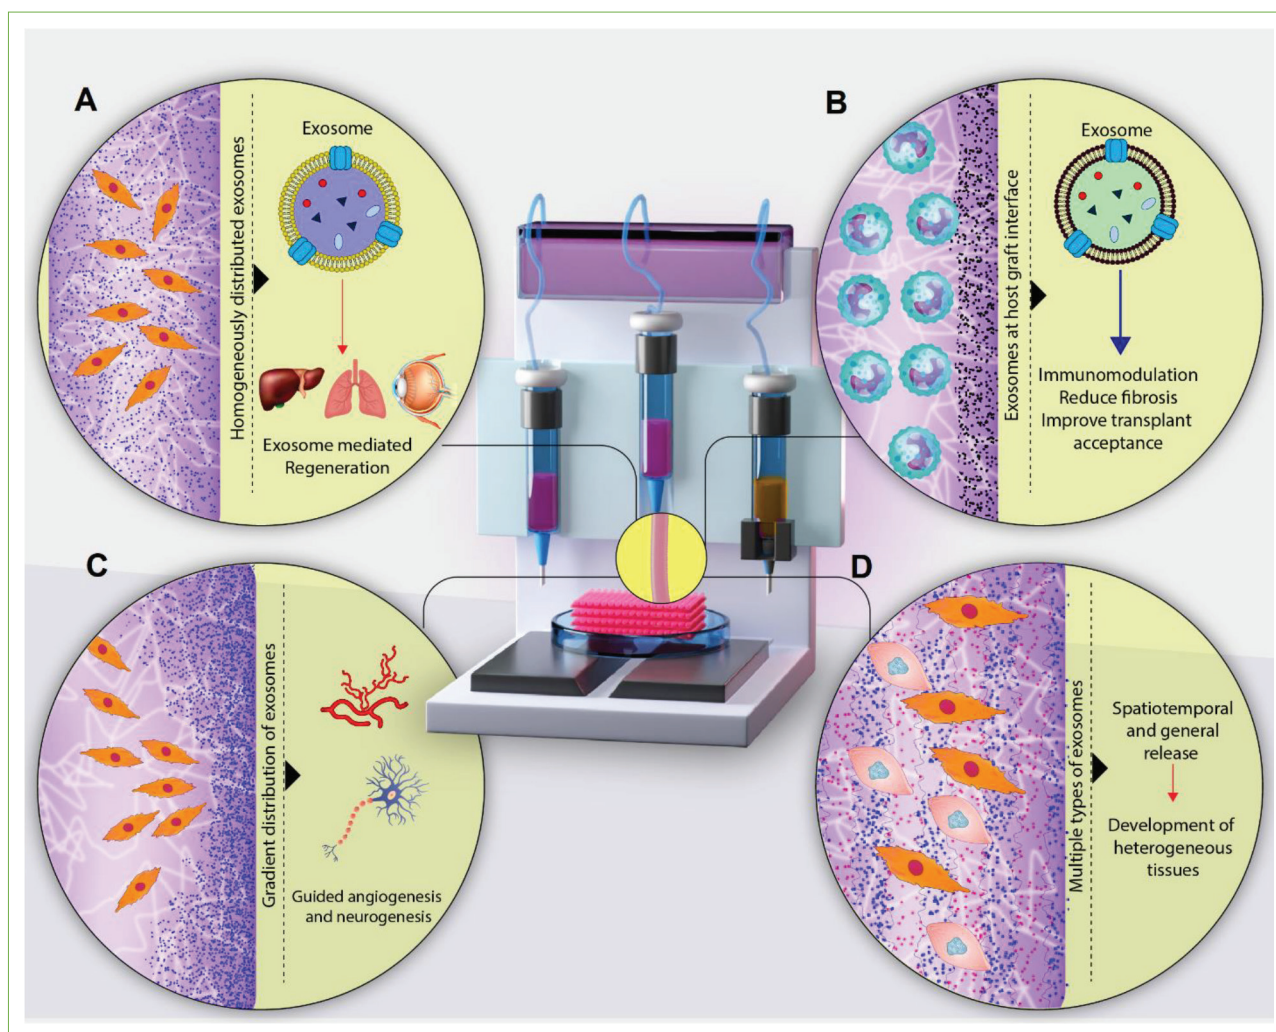 A
Homogeneously distributed exosomes
Exosome
Exosome mediated
Regeneration
B
Exosomes at host graft interface
Exosome
Immunomodulation
Reduce fibrosis
Improve transplant
acceptance
C
Gradient distribution of exosomes
Guided angiogenesis
and neurogenesis
D
Multiple types of exosomes
Spatiotemporal
and general
release
Development of
heterogeneous
tissues